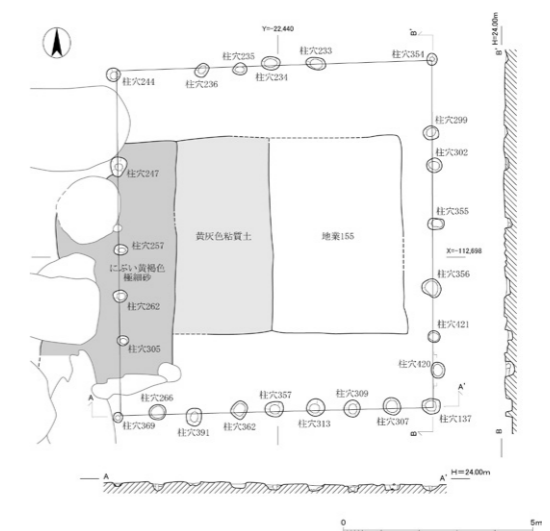 Y=-22,440
B'
柱穴235
柱穴233
柱穴354
柱穴244
柱穴236
柱穴234
B'
H=24.00m
柱穴299
柱穴302
柱穴247
柱穴355
黄灰色粘質土
地業155
柱穴257
にぶい黄褐色
極細砂
X=-112,698
柱穴262
柱穴356
柱穴305
柱穴421
柱穴420
柱穴266
柱穴357
柱穴309
A
A'
柱穴369
柱穴391
柱穴362
柱穴313
柱穴307
柱穴137
B
B
A
A'
H=24.00m
0
5m